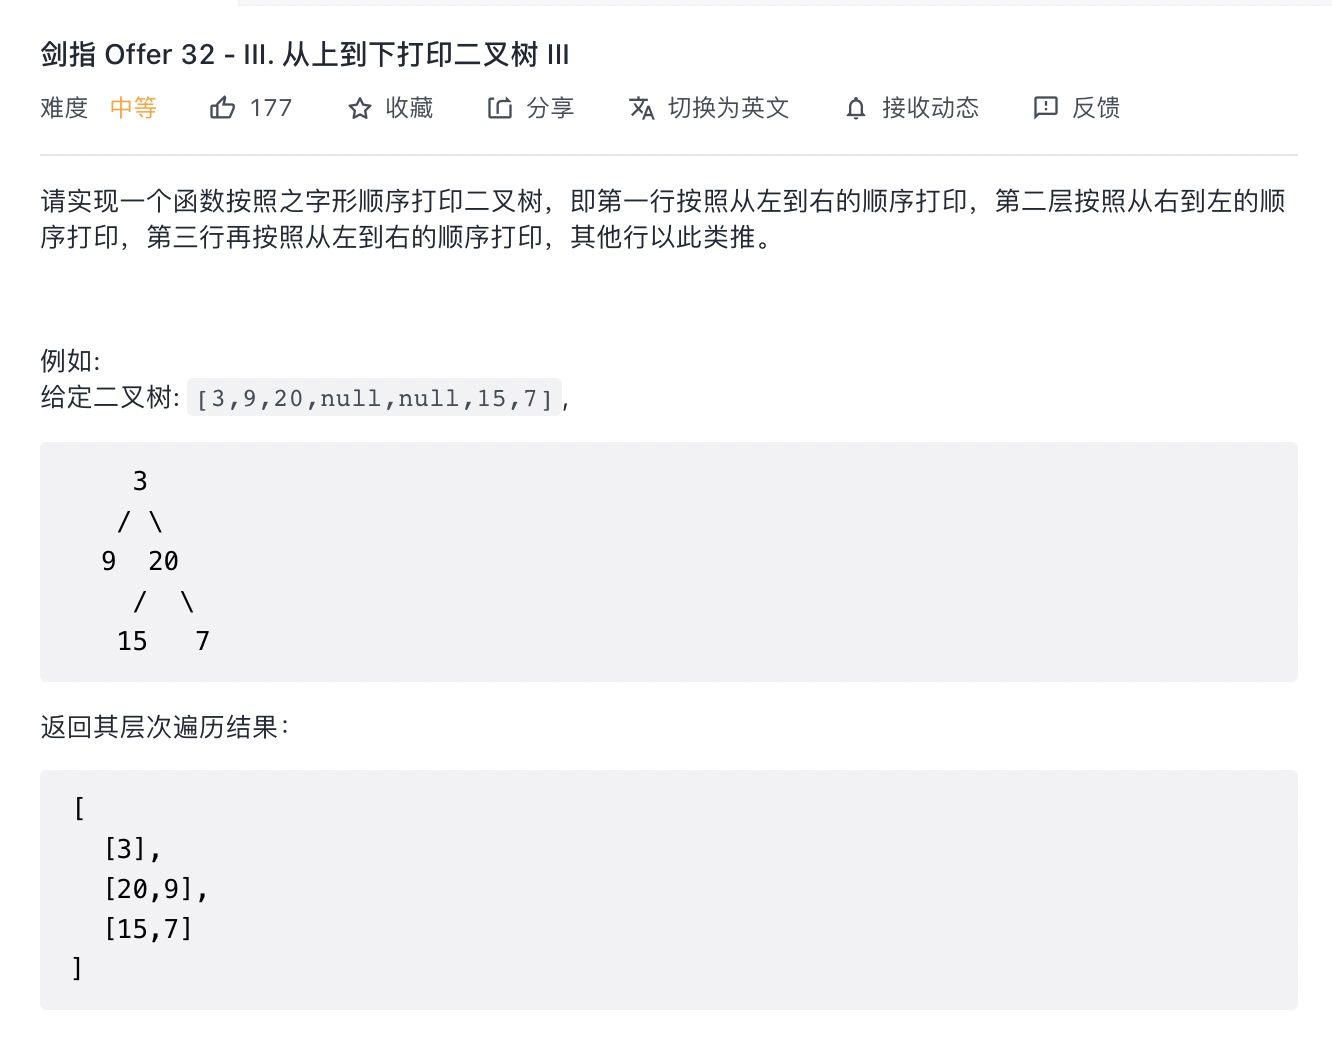 剑指 Offer 32 - III. 从上到下打印二叉树 III
难度 中等 177 收藏 分享 切换为英文 接收动态 反馈
请实现一个函数按照之字形顺序打印二叉树，即第一行按照从左到右的顺序打印，第二层按照从右到左的顺
序打印，第三行再按照从左到右的顺序打印，其他行以此类推。
例如:
给定二叉树: [3,9,20,null,null,15,7],
3
/ \
9 20
/ \
15 7
返回其层次遍历结果：
[
[3],
[20,9],
[15,7]
]